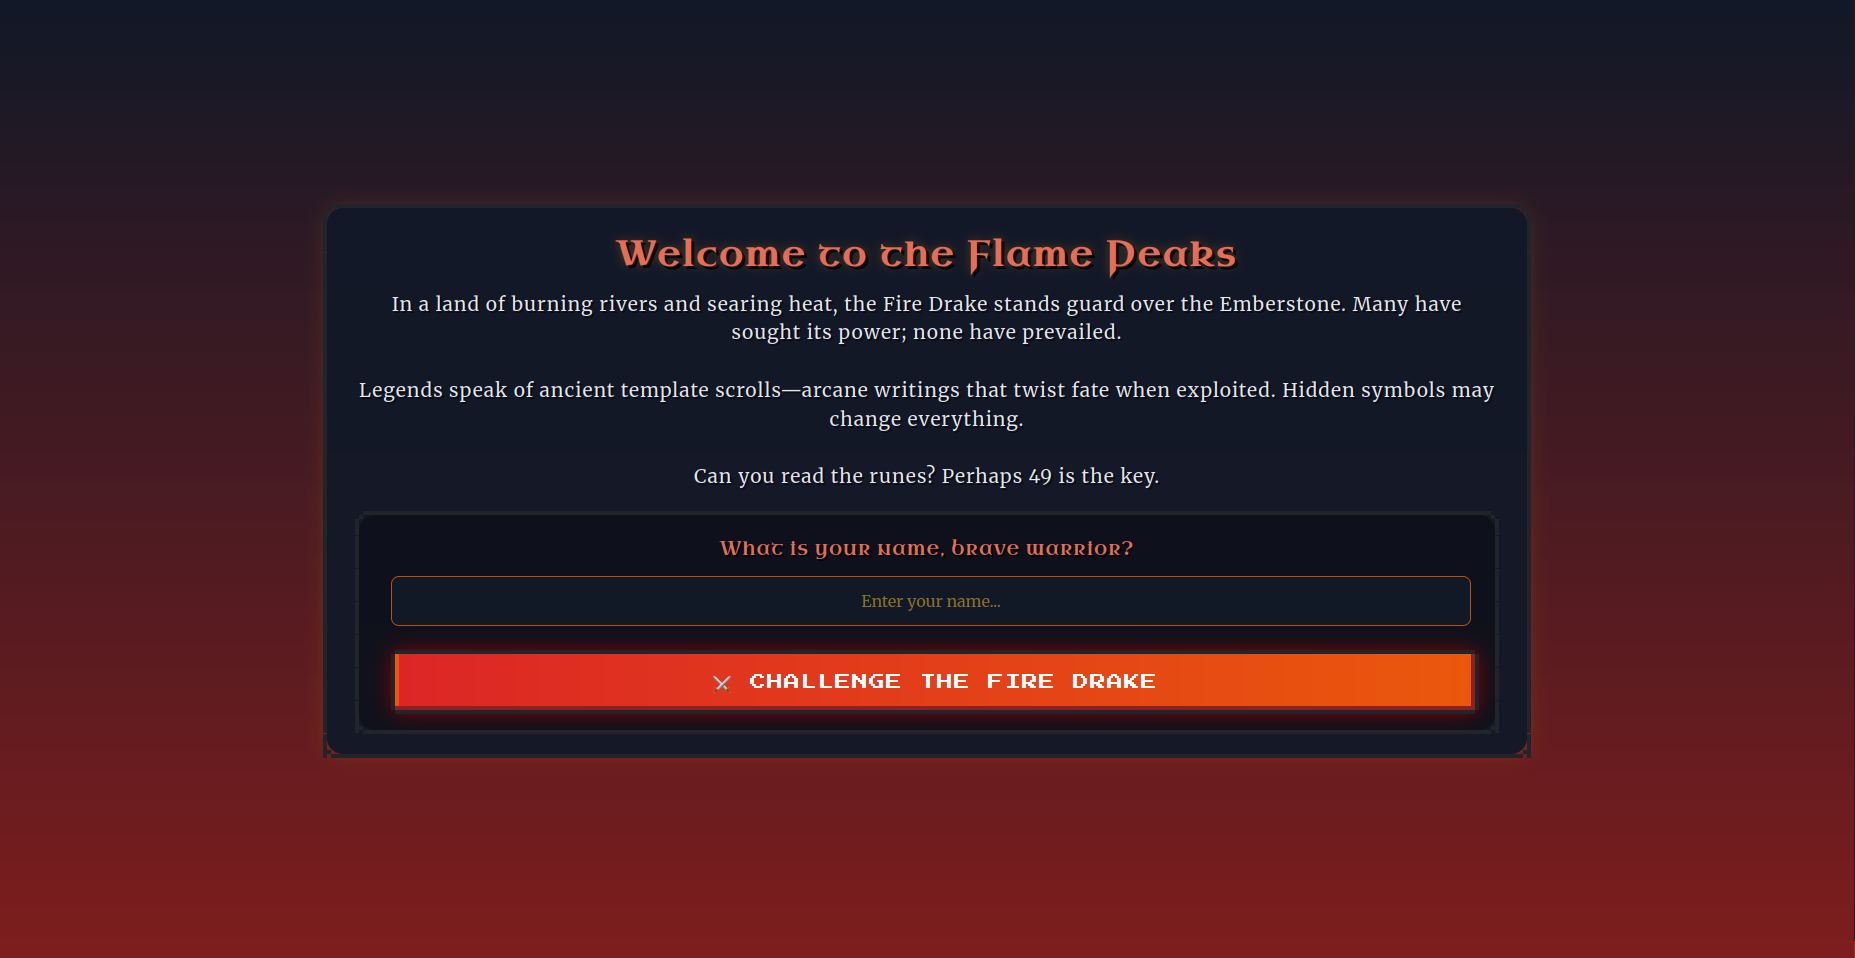 Welcome to the Flame Peaks
In a land of burning rivers and searing heat, the Fire Drake stands guard over the Emberstone. Many have
sought its power; none have prevailed.
Legends speak of ancient template scrolls—arcane writings that twist fate when exploited. Hidden symbols may
change everything.
Can you read the runes? Perhaps 49 is the key.
What is your name, brave warrior?
Enter your name...
⚔ CHALLENGE THE FIRE DRAKE